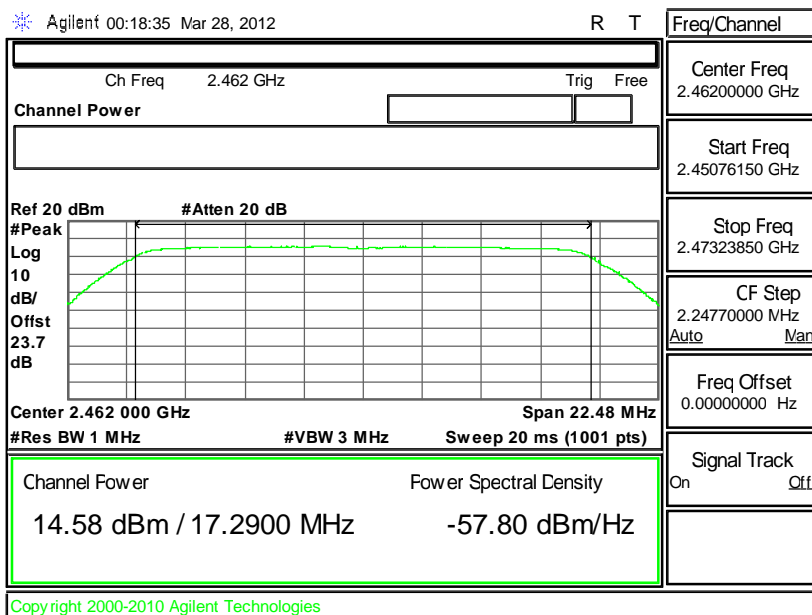 Agilent 00:18:35 Mar 28, 2012 R T
Freq/Channel
Ch Freq 2.462 GHz Trig Free
Channel Power
Center Freq
2.46200000 GHz
Start Freq
2.45076150 GHz
Stop Freq
2.47323850 GHz
CF Step
2.24770000 MHz
Auto Man
Freq Offset
0.00000000 Hz
Signal Track
On Off
Ref 20 dBm #Atten 20 dB
#Peak
Log
10
dB/
Offst
23.7
dB
Center 2.462 000 GHz Span 22.48 MHz
#Res BW 1 MHz #VBW 3 MHz Sweep 20 ms (1001 pts)
Channel Power Power Spectral Density
14.58 dBm / 17.2900 MHz -57.80 dBm/Hz
Copyright 2000-2010 Agilent Technologies